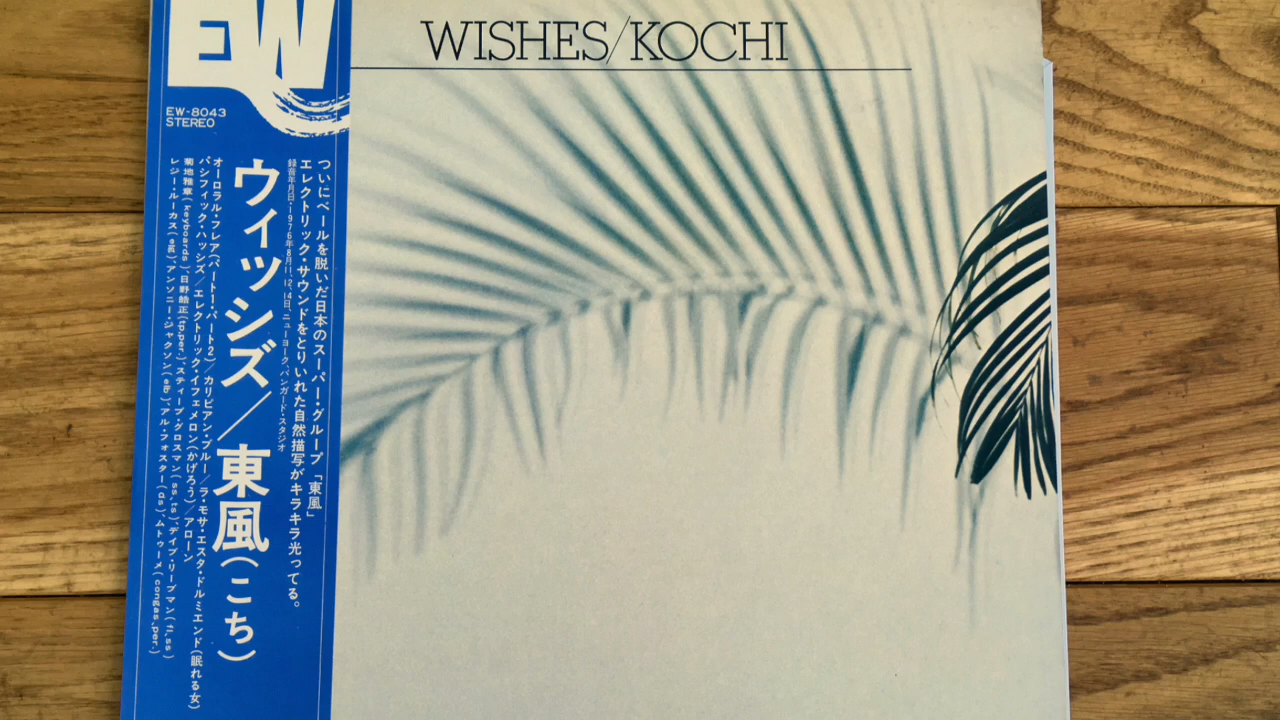 WISHES/KOCHI
EW
EW-8043
STEREO
ついにベールを脱いだ日本のスーパー・グループ「東風」
エレクトリック・サウンドをとりいれた自然描写がキラキラ光ってる。
録音年月日・1976年8月11、12、14日、ニューヨーク、バンガード・スタジオ
ウィッシズ/東風(こち)
オーロラル・フレア(パート1・パート2)/カリビアン・ブルー/ラ・モサ・エスタ・ドルミエンド(眠れる女)
パシフィック・ハッシズ/エレクトリック・イフェメロン(かげろう)/アローン
菊地雅章(keyboards)、日野皓正(tp,per.)、スティーブ・グロスマン(ss,ts)、デイブ・リーブマン(fl,ss)
レジー・ルーカス(elg)、アンソニー・ジャクソン(elb)、アル・フォスター(ds)、ムトゥーメ(congas,per.)